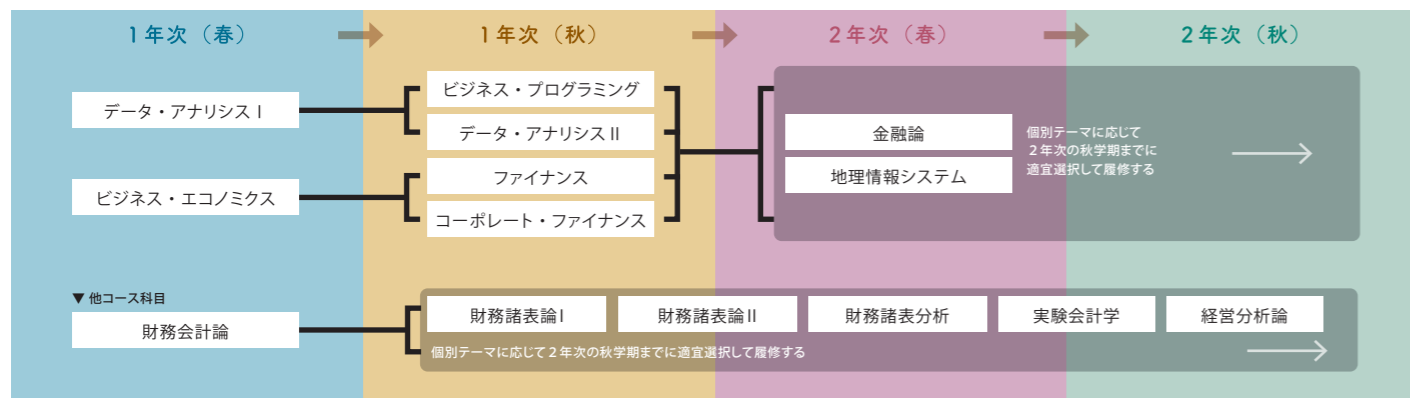 1年次（春）
1年次（秋）
2年次（春）
2年次（秋）
データ・アナリシスⅠ
ビジネス・エコノミクス
ビジネス・プログラミング
データ・アナリシスⅡ
ファイナンス
コーポレート・ファイナンス
金融論
地理情報システム
個別テーマに応じて
２年次の秋学期までに
適宜選択して履修する
▼他コース科目
財務会計論
財務諸表論Ⅰ
財務諸表論Ⅱ
財務諸表分析
実験会計学
経営分析論
個別テーマに応じて２年次の秋学期までに適宜選択して履修する